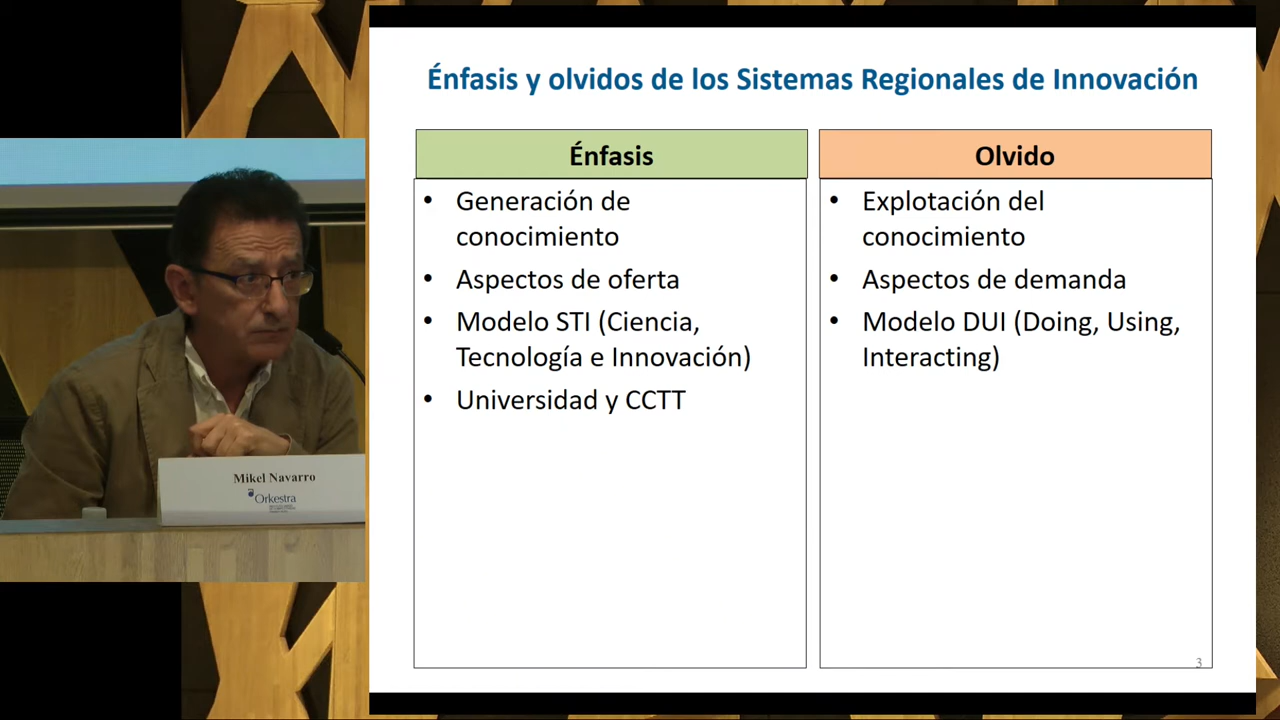 Énfasis y olvidos de los Sistemas Regionales de Innovación
Énfasis
• Generación de
conocimiento
• Aspectos de oferta
• Modelo STI (Ciencia,
Tecnología e Innovación)
• Universidad y CCTT
Olvido
• Explotación del
conocimiento
• Aspectos de demanda
• Modelo DUI (Doing, Using,
Interacting)
3
Mikel Navarro
Orkestra